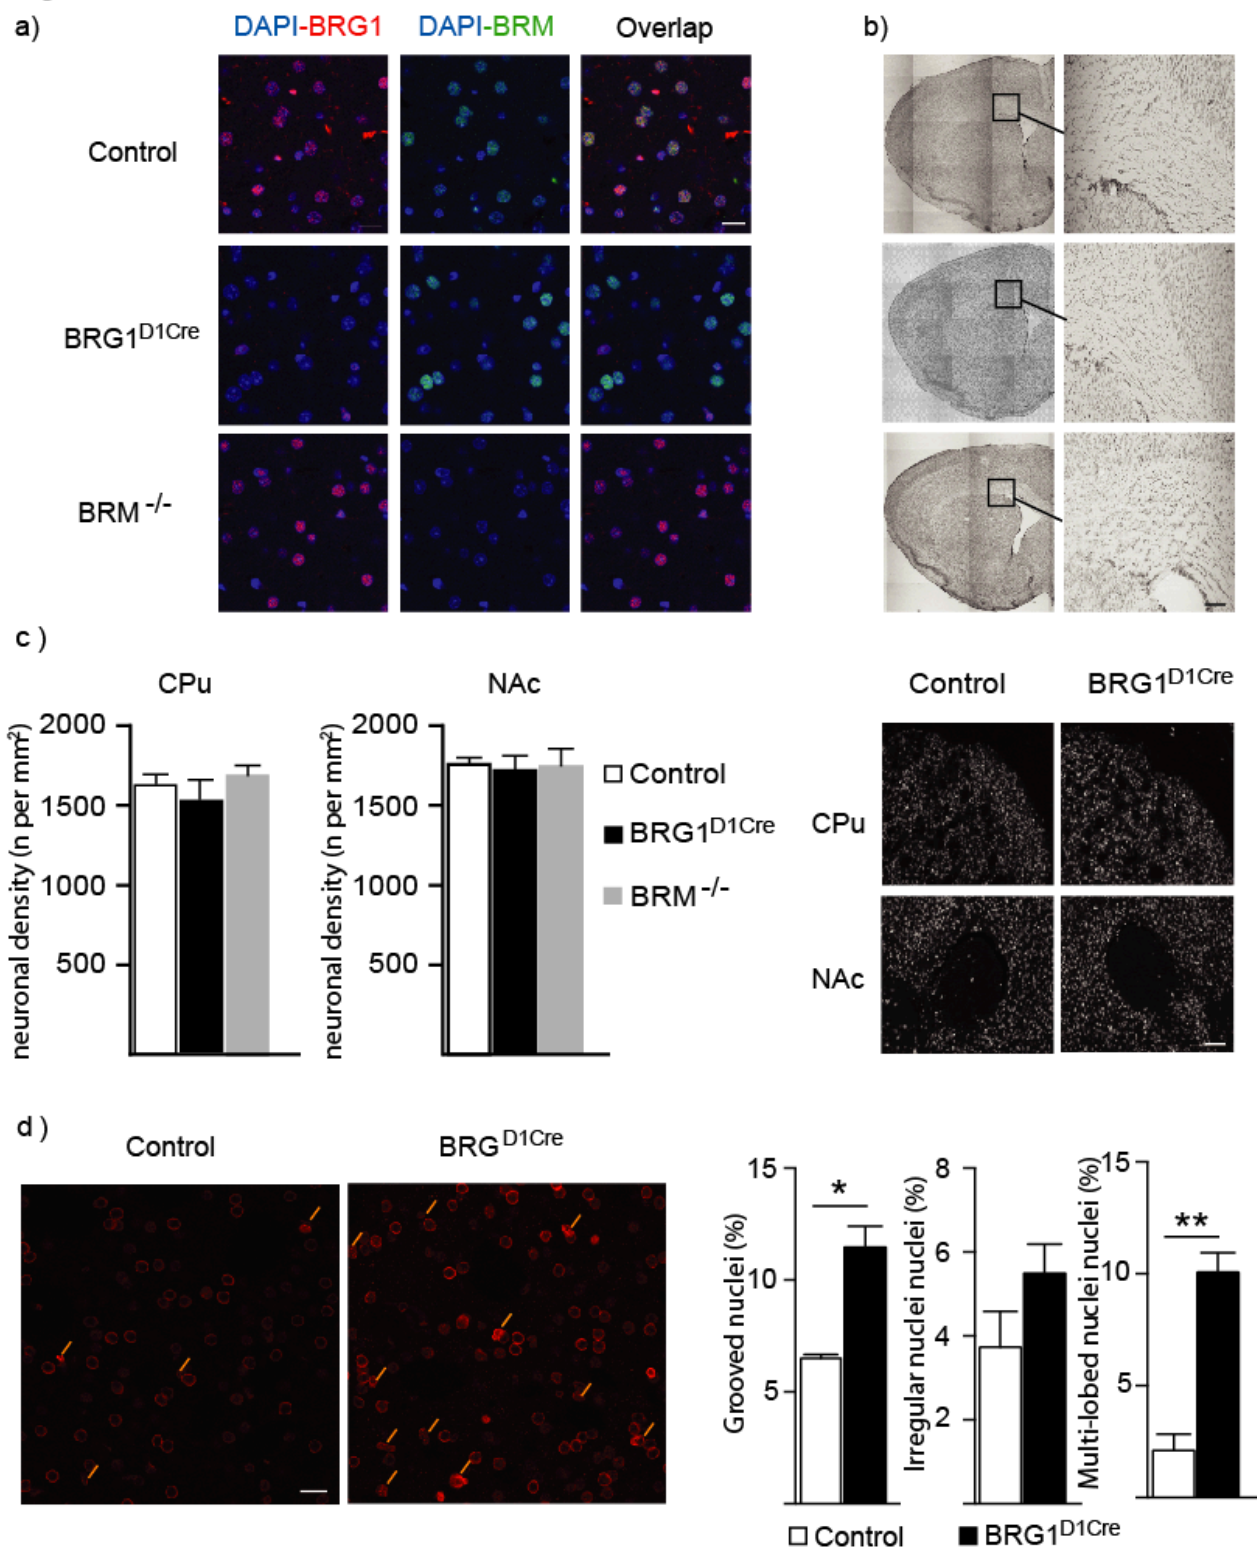 a)
DAPI-BRG1 DAPI-BRM Overlap
Control
BRG1D1Cre
BRM-/-
b)
c)
CPu
neuronal density (n per mm²)
2000
1500
1000
500
NAc
neuronal density (n per mm²)
2000
1500
1000
500
Control
BRG1D1Cre
BRM-/-
Control BRG1D1Cre
CPu
NAc
d)
Control BRGD1Cre
Grooved nuclei (%)
15
10
5
*
Irregular nuclei nuclei (%)
8
6
4
2
Multi-lobed nuclei nuclei (%)
15
10
5
**
Control BRG1D1Cre